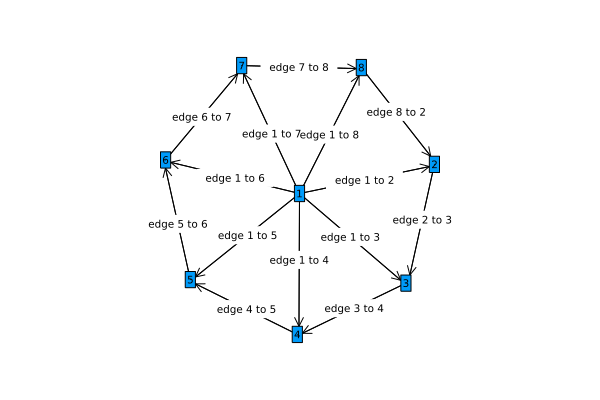 7
edge 7 to 8
8
edge 6 to 7
edge 8 to 2
edge 1 to 7
edge 1 to 8
6
edge 1 to 6
edge 1 to 2
2
1
edge 5 to 6
edge 2 to 3
edge 1 to 5
edge 1 to 3
edge 1 to 4
5
3
edge 4 to 5
edge 3 to 4
4